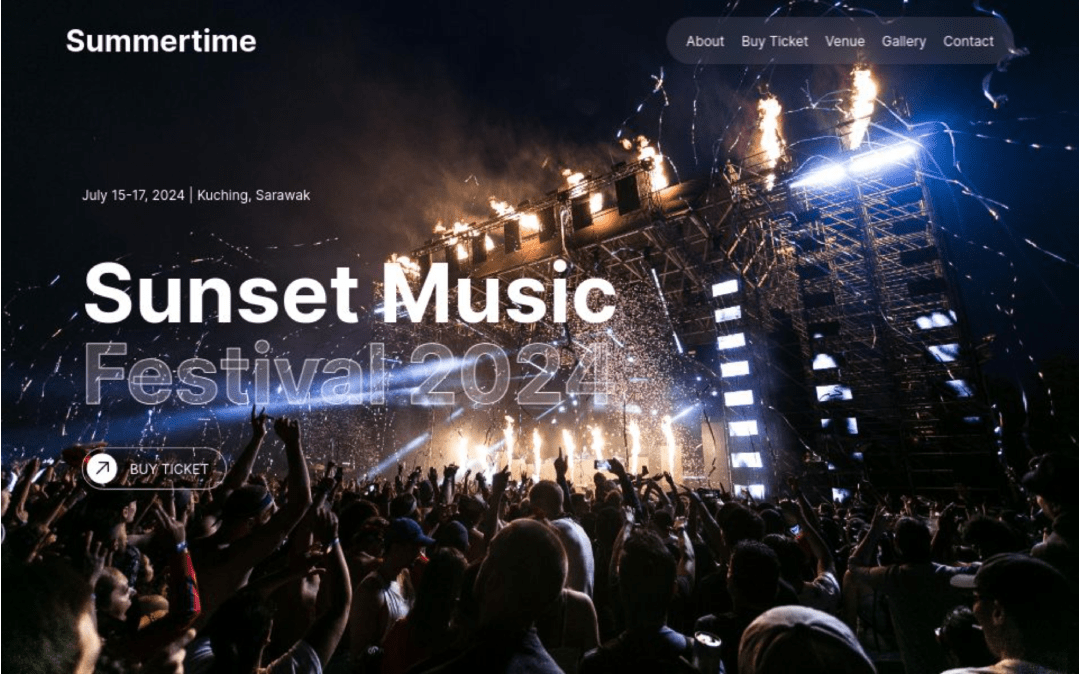 Summertime
About Buy Ticket Venue Gallery Contact
July 15-17, 2024 | Kuching, Sarawak
Sunset Music
Festival 2024
BUY TICKET